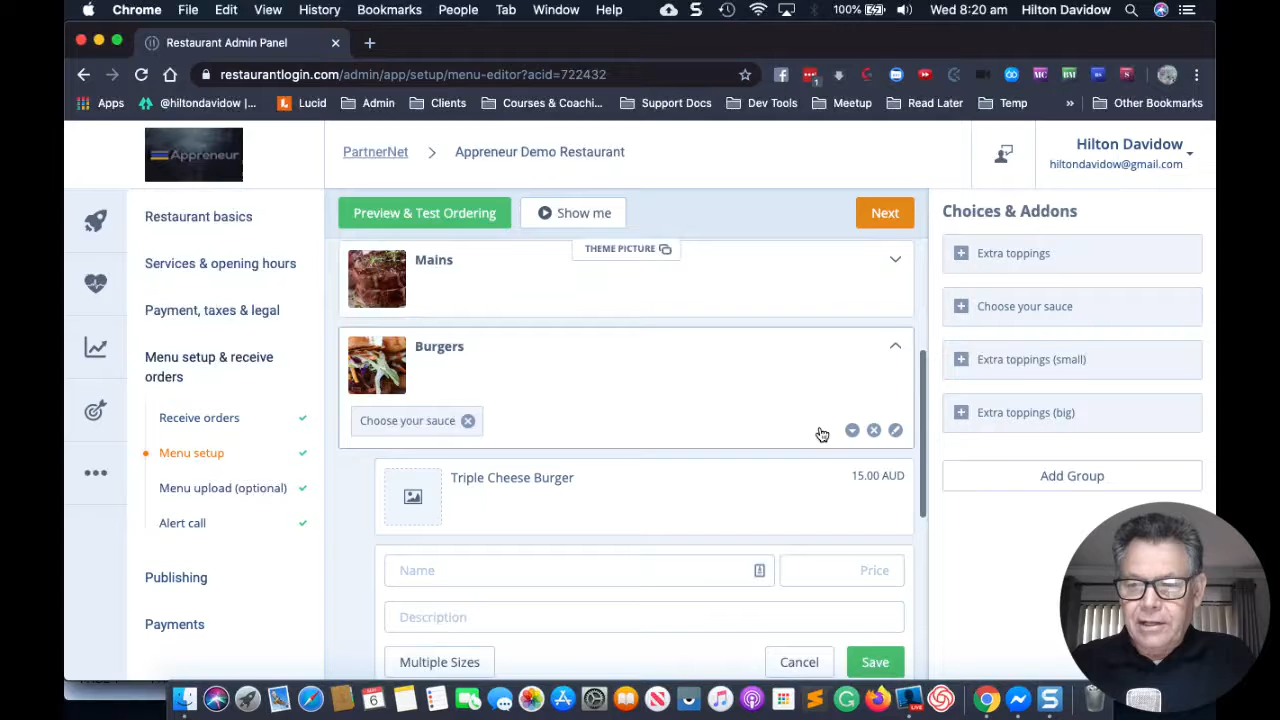 Chrome File Edit View History Bookmarks People Tab Window Help 100% Wed 8:20 am Hilton Davidow
Restaurant Admin Panel
restaurantlogin.com/admin/app/setup/menu-editor?acid=722432
Apps @hiltondavidow |... Lucid Admin Clients Courses & Coachi... Support Docs Dev Tools Meetup Read Later Temp » Other Bookmarks
Appreneur
PartnerNet > Appreneur Demo Restaurant
Hilton Davidow
hiltondavidow@gmail.com
Restaurant basics
Services & opening hours
Payment, taxes & legal
Menu setup & receive
orders
Receive orders
Menu setup
Menu upload (optional)
Alert call
Publishing
Payments
Preview & Test Ordering
Show me
Next
THEME PICTURE
Mains
Burgers
Choose your sauce
Triple Cheese Burger 15.00 AUD
Name Price
Description
Multiple Sizes Cancel Save
Choices & Addons
Extra toppings
Choose your sauce
Extra toppings (small)
Extra toppings (big)
Add Group